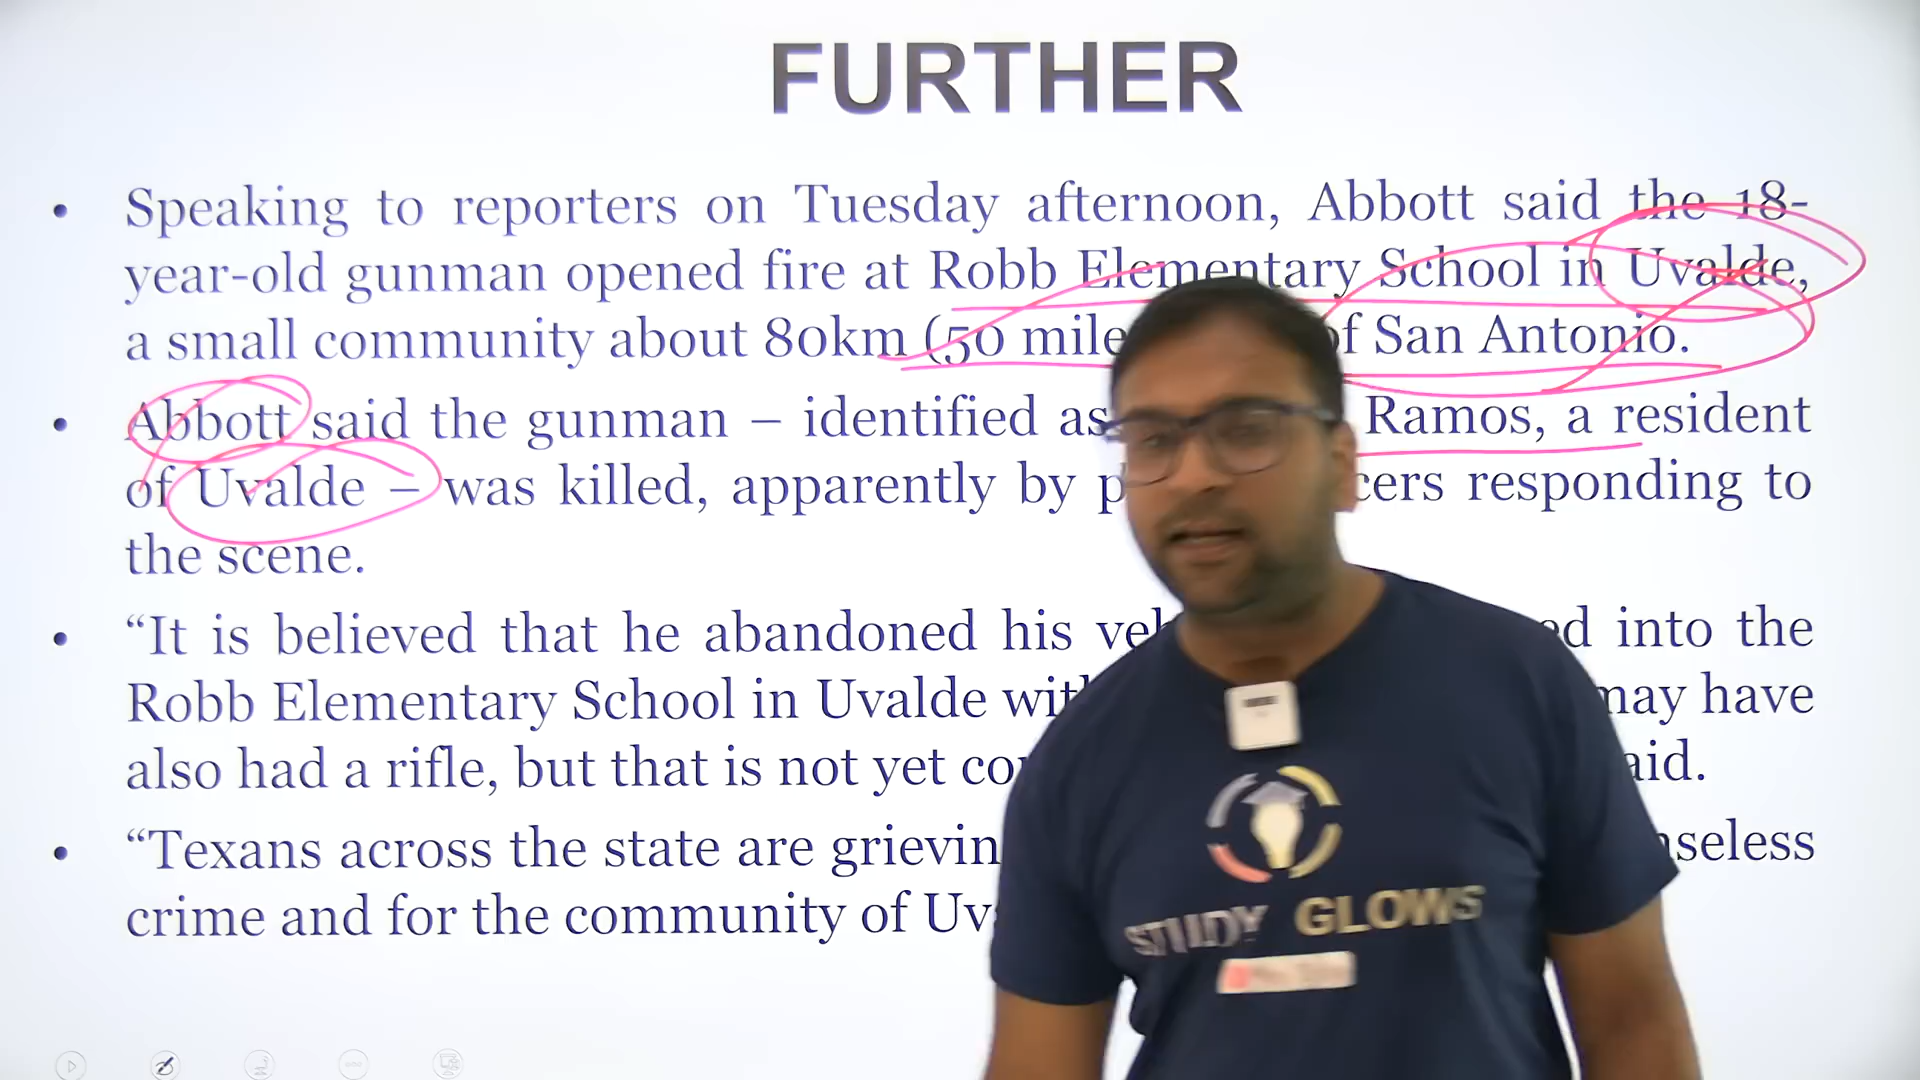 FURTHER
• Speaking to reporters on Tuesday afternoon, Abbott said the 18-
year-old gunman opened fire at Robb Elementary School in Uvalde,
a small community about 80km (50 mile of San Antonio.
• Abbott said the gunman – identified as Ramos, a resident
of Uvalde – was killed, apparently by p cers responding to
the scene.
• “It is believed that he abandoned his veh ed into the
Robb Elementary School in Uvalde with may have
also had a rifle, but that is not yet co aid.
• “Texans across the state are grievin nseless
crime and for the community of Uv
STUDY GLOWS